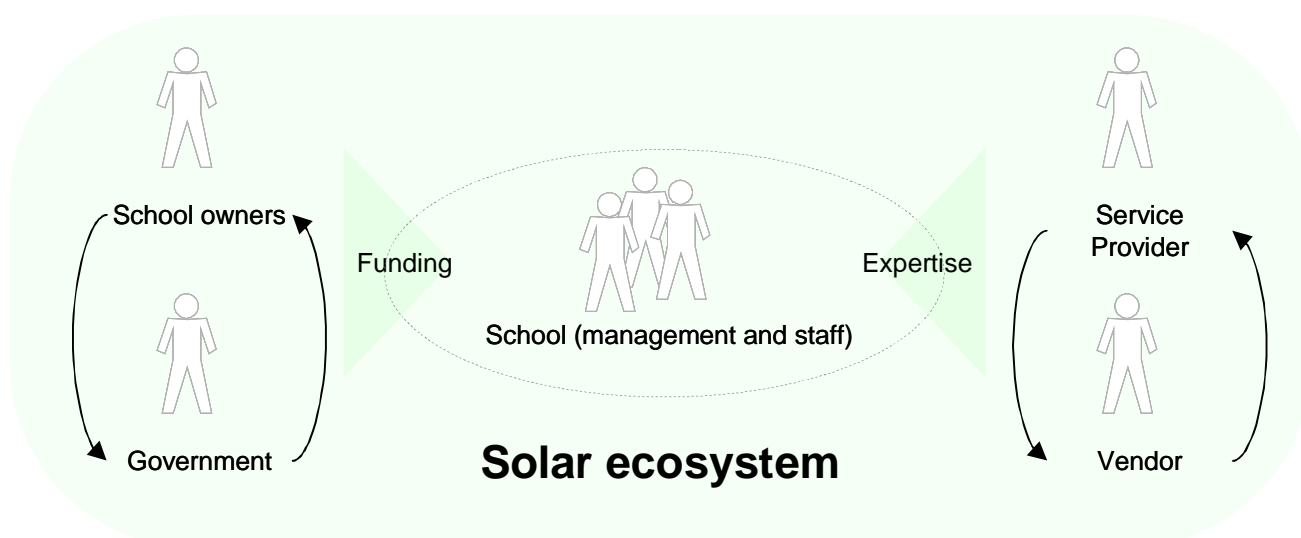 School owners
Government
Funding
School (management and staff)
Expertise
Service
Provider
Vendor
Solar ecosystem